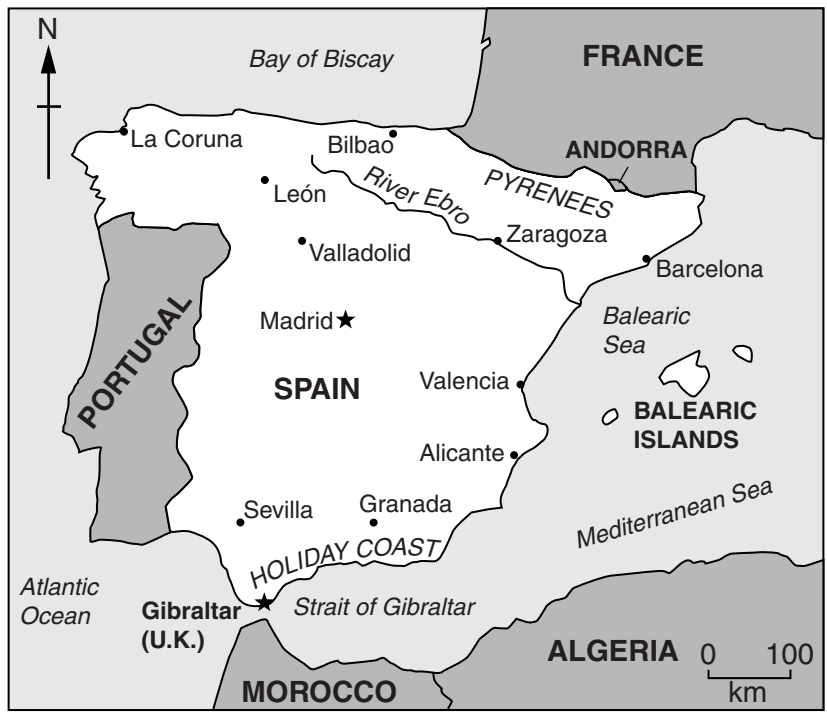 N
Bay of Biscay
FRANCE
La Coruna
Bilbao
ANDORRA
León
River Ebro
PYRENEES
Valladolid
Zaragoza
Barcelona
PORTUGAL
Madrid
Balearic
Sea
SPAIN
Valencia
BALEARIC
ISLANDS
Alicante
Sevilla
Granada
Mediterranean Sea
HOLIDAY COAST
Atlantic
Ocean
Gibraltar
(U.K.)
Strait of Gibraltar
ALGERIA
0 100
km
MOROCCO